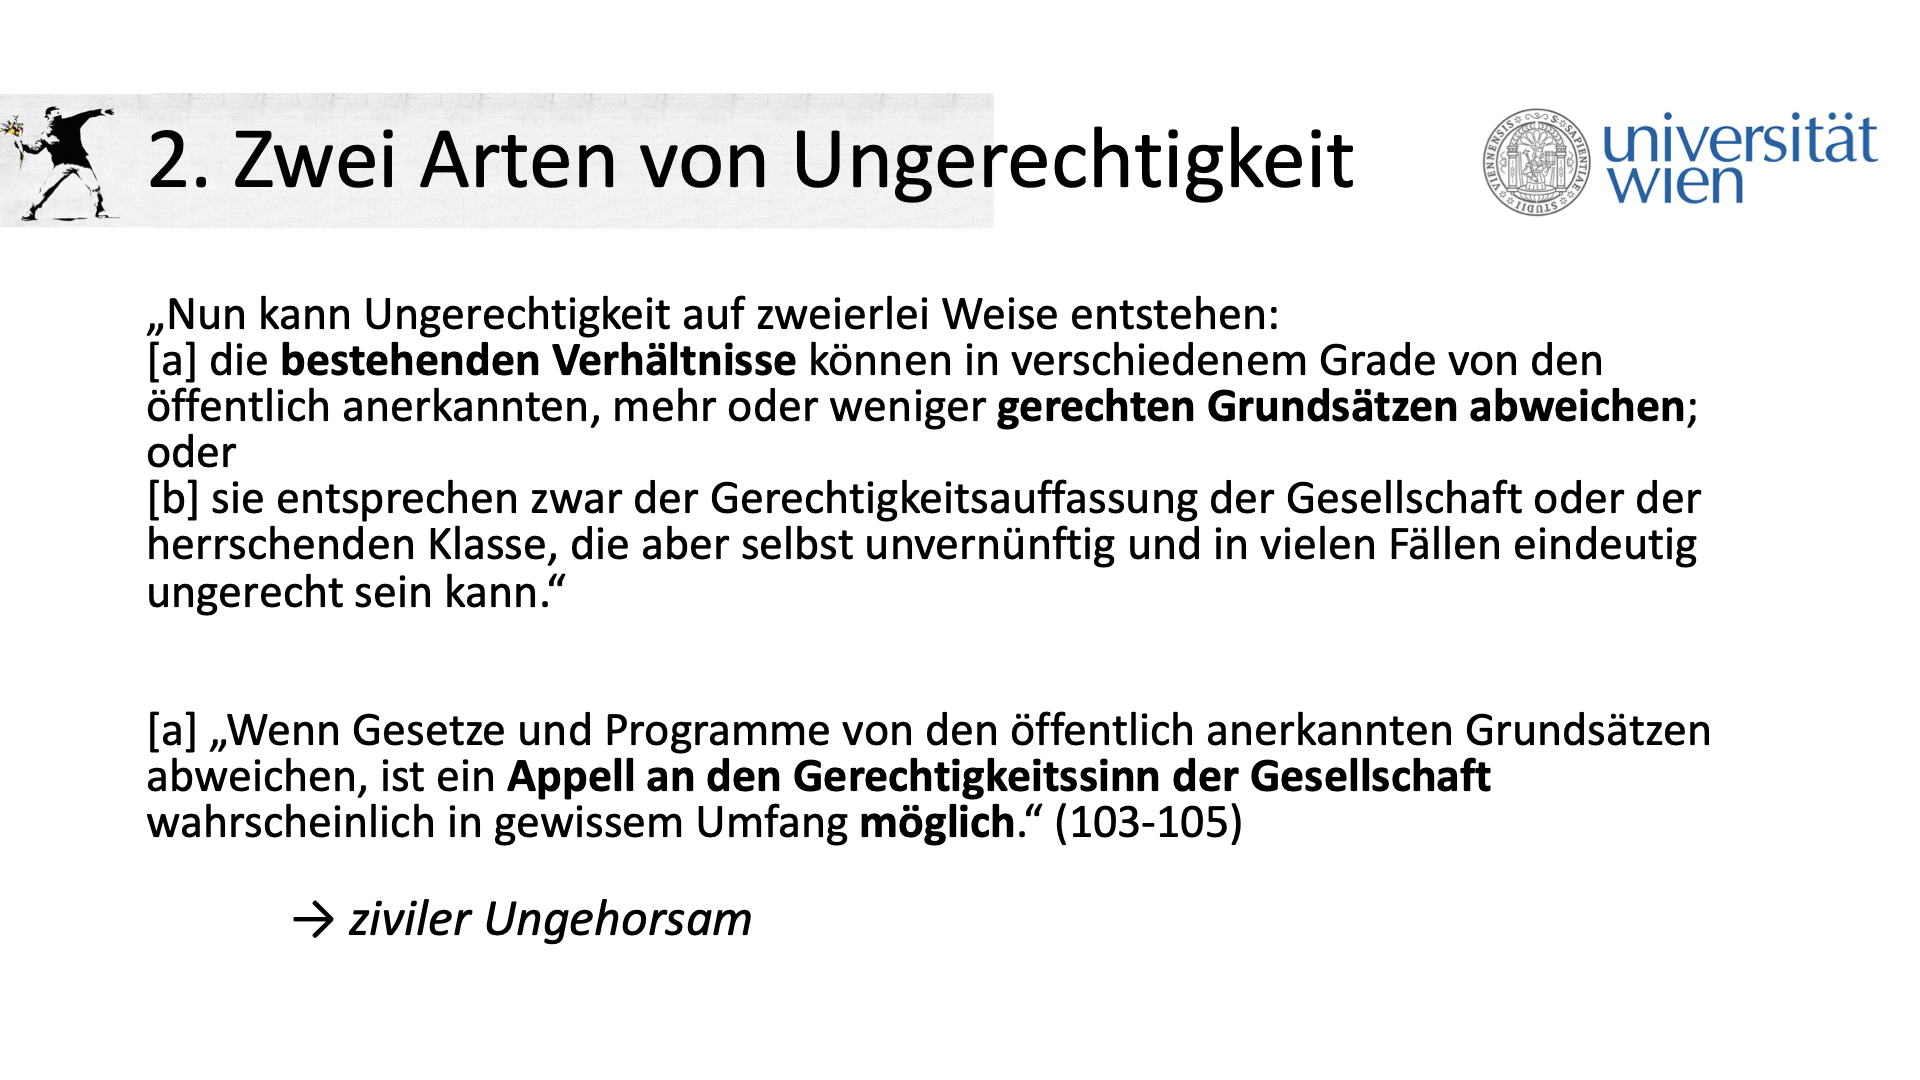 2. Zwei Arten von Ungerechtigkeit
universität
wien
„Nun kann Ungerechtigkeit auf zweierlei Weise entstehen:
[a] die bestehenden Verhältnisse können in verschiedenem Grade von den
öffentlich anerkannten, mehr oder weniger gerechten Grundsätzen abweichen;
oder
[b] sie entsprechen zwar der Gerechtigkeitsauffassung der Gesellschaft oder der
herrschenden Klasse, die aber selbst unvernünftig und in vielen Fällen eindeutig
ungerecht sein kann.“
[a] „Wenn Gesetze und Programme von den öffentlich anerkannten Grundsätzen
abweichen, ist ein Appell an den Gerechtigkeitssinn der Gesellschaft
wahrscheinlich in gewissem Umfang möglich.“ (103-105)
→ ziviler Ungehorsam